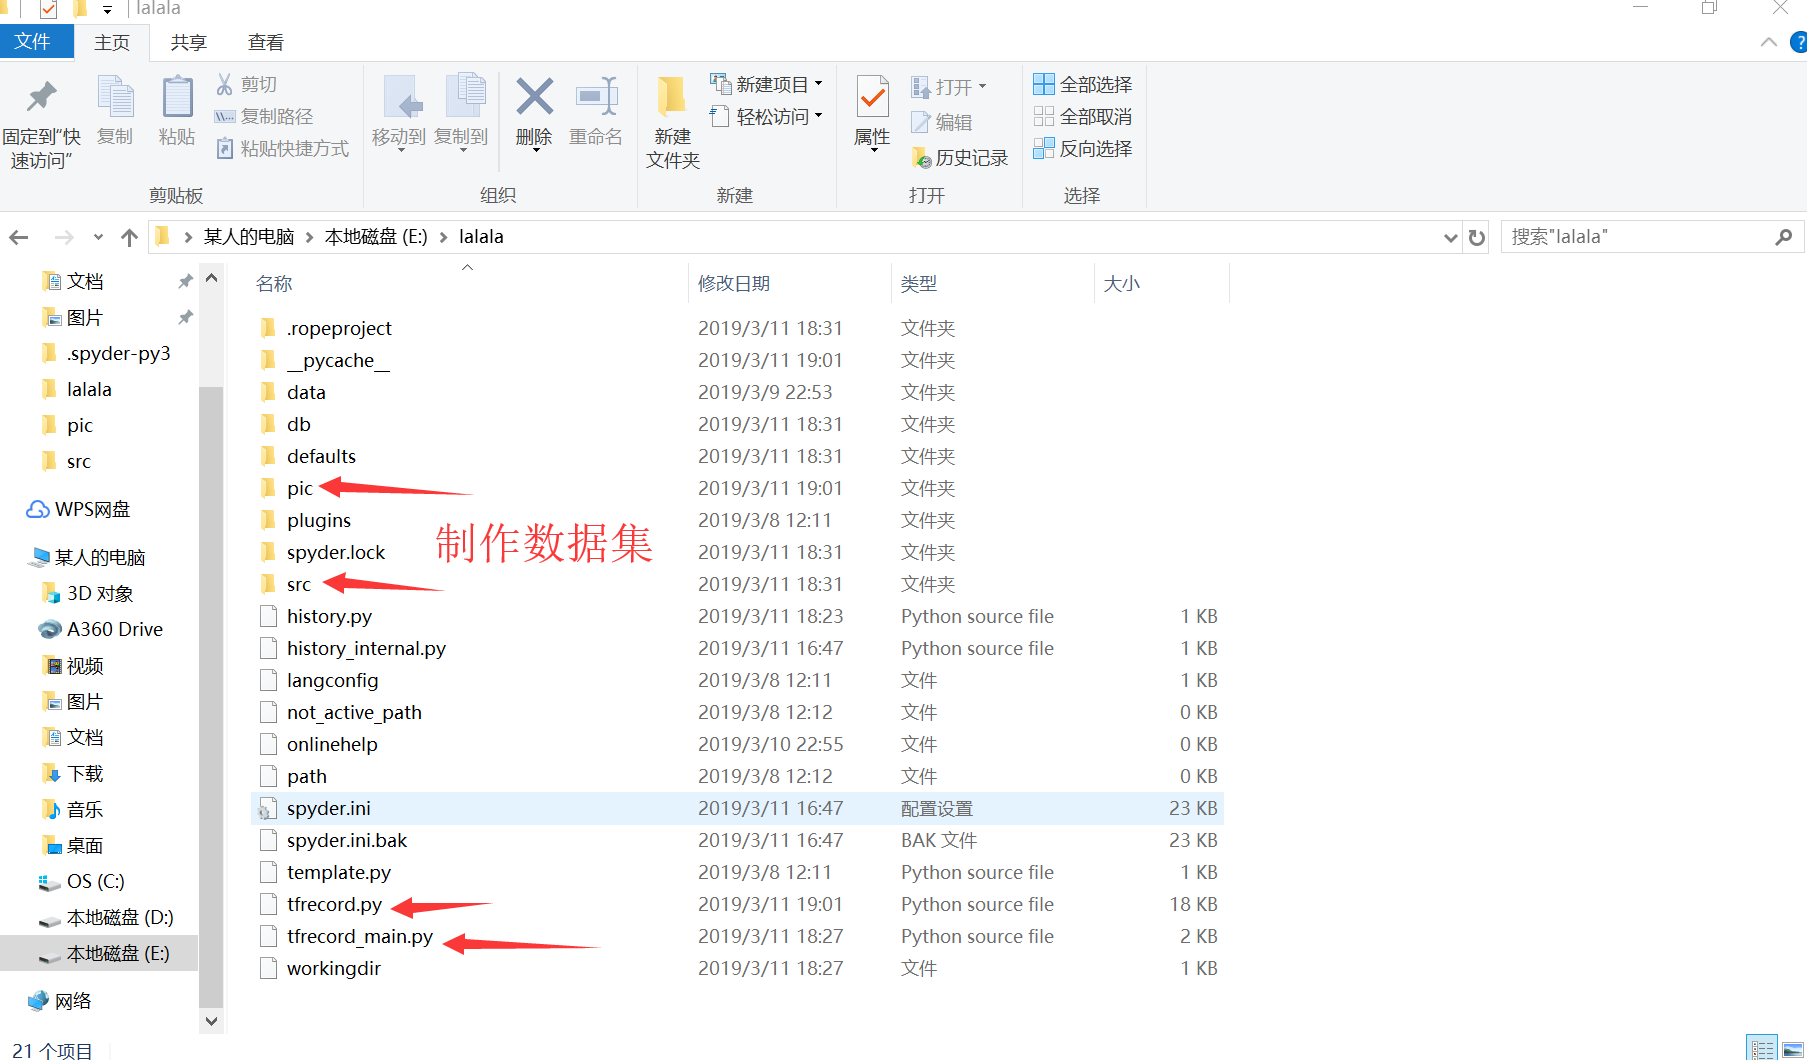 lalala
文件 主页 共享 查看
固定到"快速访问"
复制
粘贴
剪切
复制路径
粘贴快捷方式
剪贴板
移动到
复制到
删除
重命名
组织
新建
文件夹
新建项目
轻松访问
新建
属性
打开
编辑
历史记录
打开
全部选择
全部取消
反向选择
选择
某人的电脑 本地磁盘 (E:) lalala
搜索"lalala"
文档
图片
.spyder-py3
lalala
pic
src
WPS网盘
某人的电脑
3D 对象
A360 Drive
视频
图片
文档
下载
音乐
桌面
OS (C:)
本地磁盘 (D:)
本地磁盘 (E:)
网络
名称 修改日期 类型 大小
.ropeproject 2019/3/11 18:31 文件夹
__pycache__ 2019/3/11 19:01 文件夹
data 2019/3/9 22:53 文件夹
db 2019/3/11 18:31 文件夹
defaults 2019/3/11 18:31 文件夹
pic 2019/3/11 19:01 文件夹
plugins 2019/3/8 12:11 文件夹
制作数据集
spyder.lock 2019/3/11 18:31 文件夹
src 2019/3/11 18:31 文件夹
history.py 2019/3/11 18:23 Python source file 1 KB
history_internal.py 2019/3/11 16:47 Python source file 1 KB
langconfig 2019/3/8 12:11 文件 1 KB
not_active_path 2019/3/8 12:12 文件 0 KB
onlinehelp 2019/3/10 22:55 文件 0 KB
path 2019/3/8 12:12 文件 0 KB
spyder.ini 2019/3/11 16:47 配置设置 23 KB
spyder.ini.bak 2019/3/11 16:47 BAK 文件 23 KB
template.py 2019/3/8 12:11 Python source file 1 KB
tfrecord.py 2019/3/11 19:01 Python source file 18 KB
tfrecord_main.py 2019/3/11 18:27 Python source file 2 KB
workingdir 2019/3/11 18:27 文件 1 KB
21 个项目